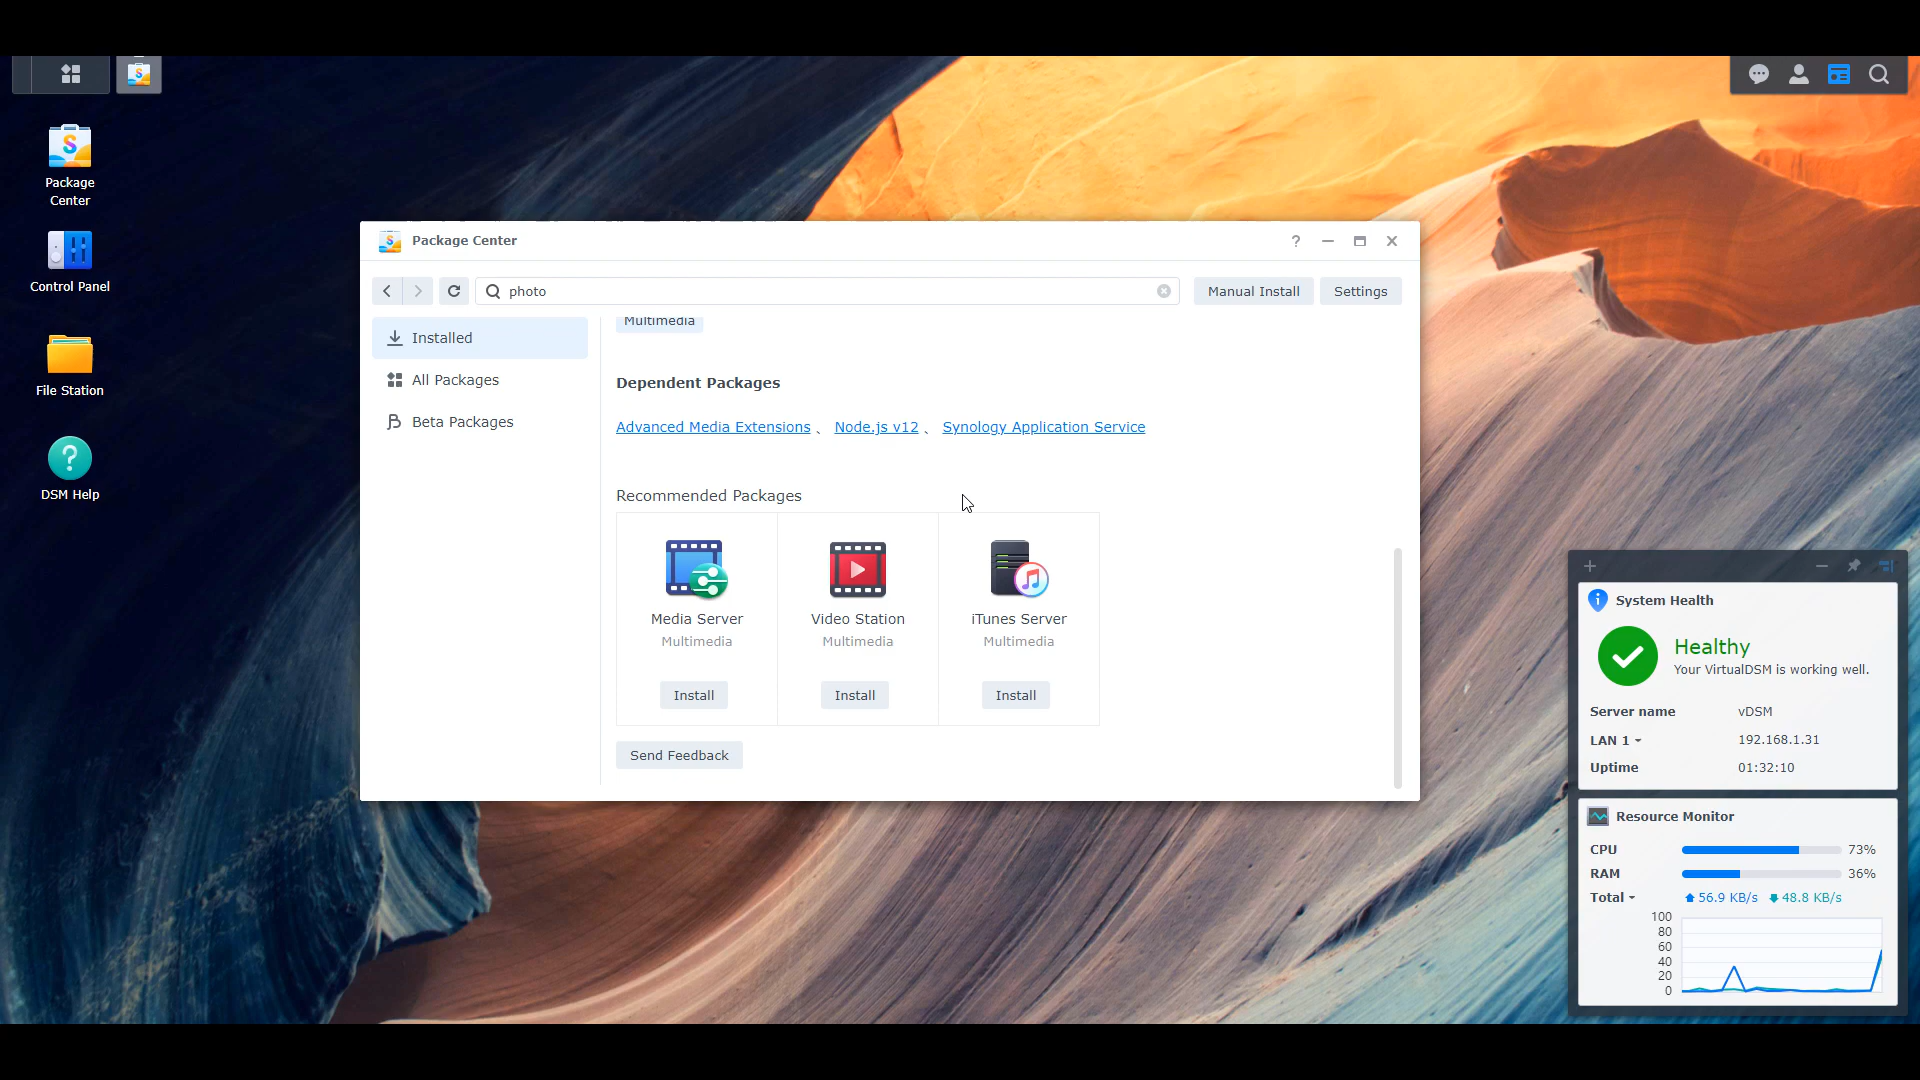 Package
Center
Control Panel
File Station
DSM Help
Package Center
photo
Manual Install
Settings
Installed
All Packages
Beta Packages
Multimedia
Dependent Packages
Advanced Media Extensions 、 Node.js v12 、 Synology Application Service
Recommended Packages
Media Server
Multimedia
Install
Video Station
Multimedia
Install
iTunes Server
Multimedia
Install
Send Feedback
System Health
Healthy
Your VirtualDSM is working well.
Server name vDSM
LAN 1 192.168.1.31
Uptime 01:32:10
Resource Monitor
CPU 73%
RAM 36%
Total 56.9 KB/s 48.8 KB/s
100
80
60
40
20
0